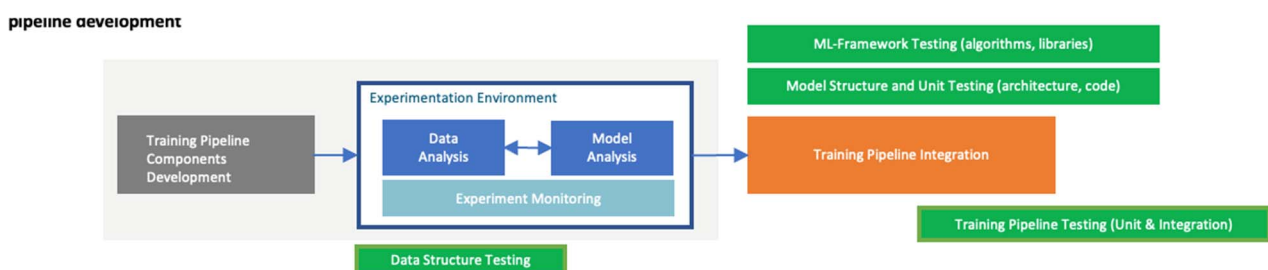 pipeline development
ML-Framework Testing (algorithms, libraries)
Model Structure and Unit Testing (architecture, code)
Experimentation Environment
Training Pipeline
Components
Development
Data
Analysis
Model
Analysis
Experiment Monitoring
Training Pipeline Integration
Training Pipeline Testing (Unit & Integration)
Data Structure Testing